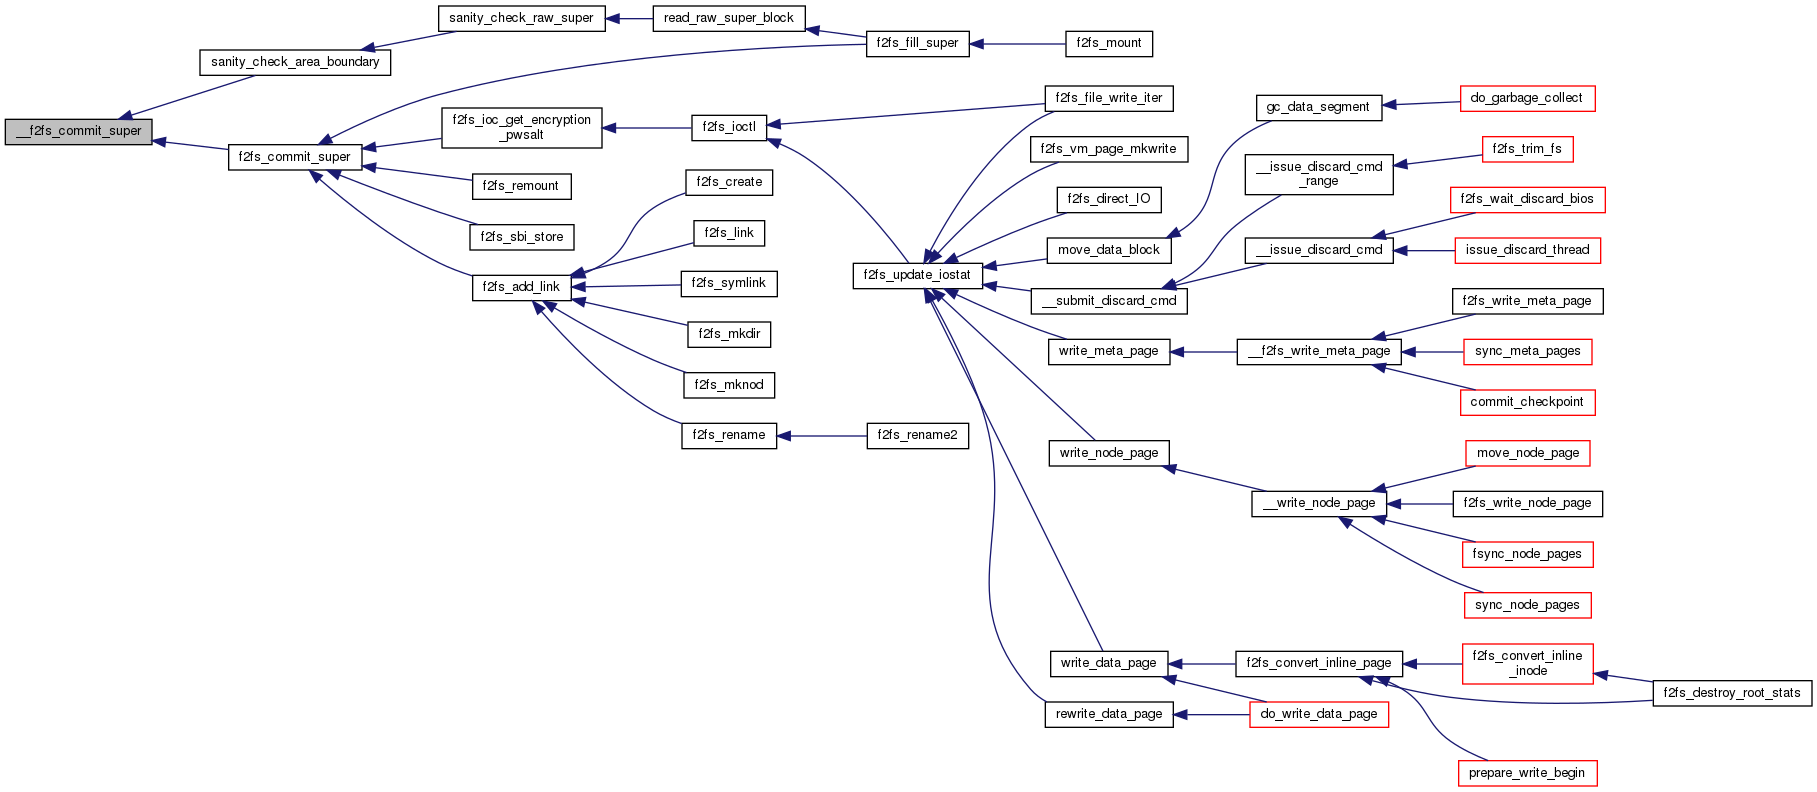 __f2fs_commit_super
sanity_check_area_boundary
sanity_check_raw_super
read_raw_super_block
f2fs_fill_super
f2fs_mount
f2fs_commit_super
f2fs_ioc_get_encryption
_pwsalt
f2fs_ioctl
f2fs_remount
f2fs_sbi_store
f2fs_add_link
f2fs_create
f2fs_link
f2fs_symlink
f2fs_mkdir
f2fs_mknod
f2fs_rename
f2fs_rename2
f2fs_update_iostat
f2fs_file_write_iter
f2fs_vm_page_mkwrite
f2fs_direct_IO
move_data_block
__submit_discard_cmd
write_meta_page
write_node_page
write_data_page
rewrite_data_page
gc_data_segment
do_garbage_collect
__issue_discard_cmd
_range
f2fs_trim_fs
__issue_discard_cmd
f2fs_wait_discard_bios
issue_discard_thread
__f2fs_write_meta_page
f2fs_write_meta_page
sync_meta_pages
commit_checkpoint
__write_node_page
move_node_page
f2fs_write_node_page
fsync_node_pages
sync_node_pages
f2fs_convert_inline_page
do_write_data_page
f2fs_convert_inline
_inode
f2fs_destroy_root_stats
prepare_write_begin